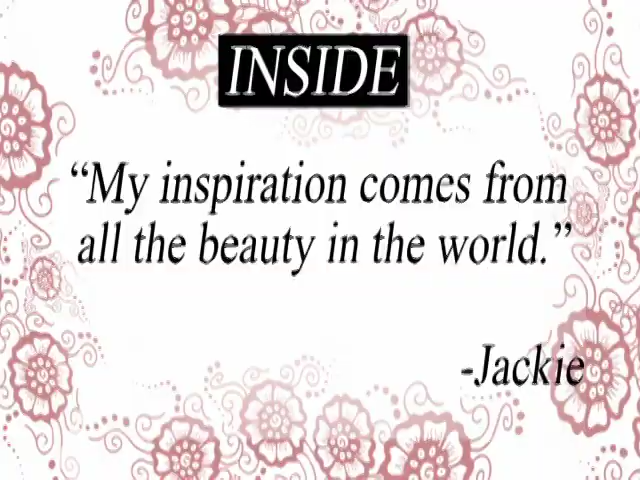 INSIDE
“My inspiration comes from
all the beauty in the world.”
-Jackie